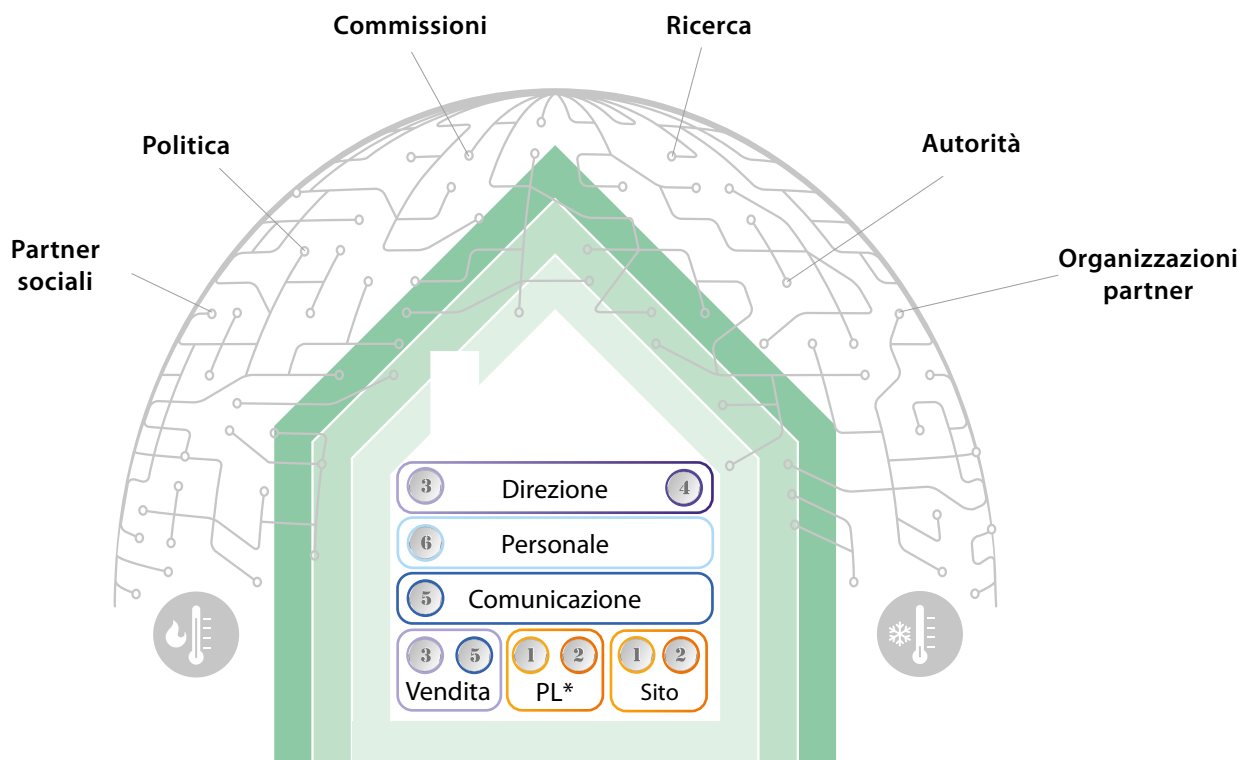 Commissioni
Ricerca
Politica
Autorità
Partner
sociali
Organizzazioni
partner
3 Direzione 4
6 Personale
5 Comunicazione
3 5 1 2 1 2
Vendita PL* Sito